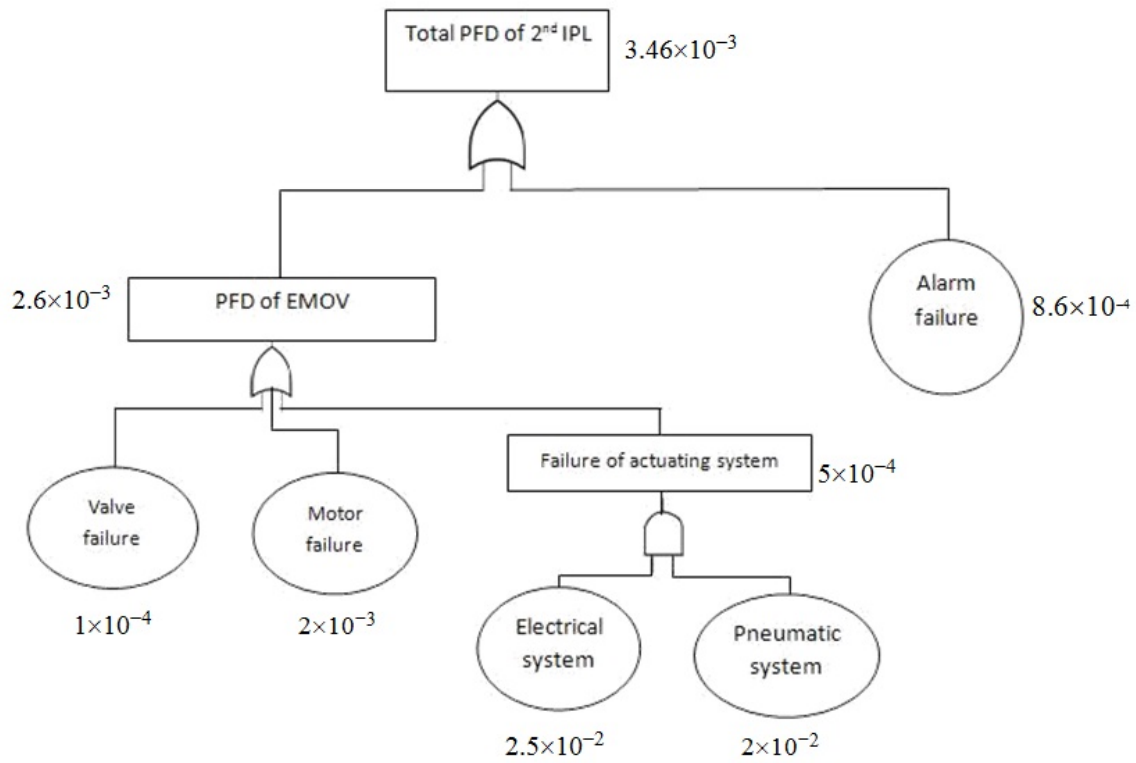 Total PFD of 2nd IPL
3.46×10⁻³
2.6×10⁻³
PFD of EMOV
Alarm
failure
8.6×10⁻⁴
Failure of actuating system
5×10⁻⁴
Valve
failure
Motor
failure
1×10⁻⁴
2×10⁻³
Electrical
system
Pneumatic
system
2.5×10⁻²
2×10⁻²